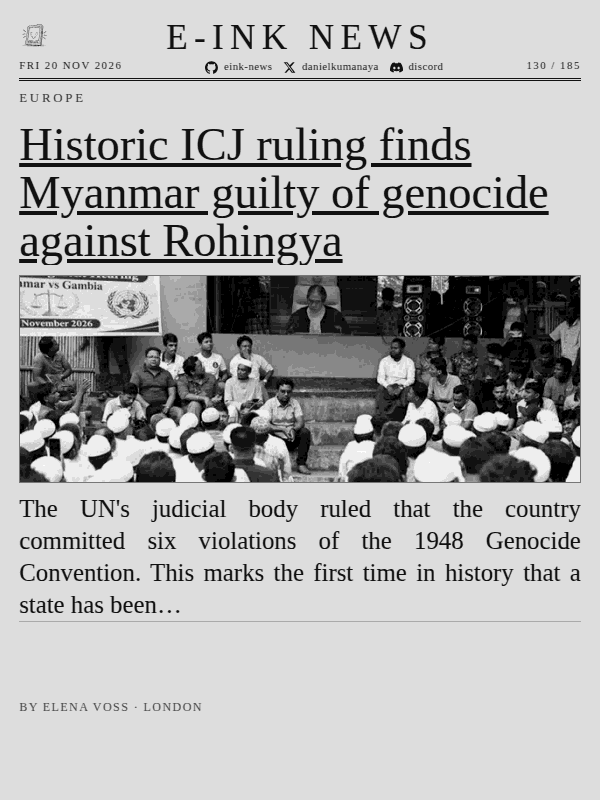 E-INK NEWS
FRI 20 NOV 2026
eink-news danielkumanaya discord
130 / 185
EUROPE
Historic ICJ ruling finds
Myanmar guilty of genocide
against Rohingya
mar vs Gambia
November 2026
The UN's judicial body ruled that the country
committed six violations of the 1948 Genocide
Convention. This marks the first time in history that a
state has been…
BY ELENA VOSS · LONDON